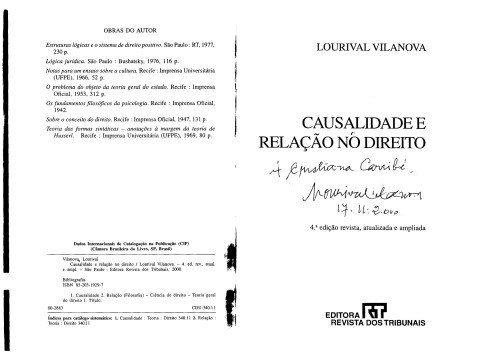 OBRAS DO AUTOR
Estruturas lógicas e o sistema de direito positivo. São Paulo : RT, 1977,
230 p.
Lógica jurídica. São Paulo : Bushatsky, 1976, 116 p.
Notas para um ensaio sobre a cultura, Recife : Imprensa Universitária
(UFPE), 1966, 52 p.
O problema do objeto da teoria geral do estado. Recife : Imprensa
Oficial, 1953, 312 p.
Os fundamentos filosóficos da psicologia. Recife : Imprensa Oficial,
1942.
Sobre o conceito do direito. Recife : Imprensa Oficial, 1947, 131 p.
Teoria das formas sintáticas – anotações à margem da teoria de
Husserl. Recife : Imprensa Universitária (UFPE), 1969, 80 p.
Dados Internacionais de Catalogação na Publicação (CIP)
(Câmara Brasileira do Livro, SP, Brasil)
Vilanova, Lourival
Causalidade e relação no direito / Lourival Vilanova. – 4. ed. rev., atual.
e ampl. – São Paulo : Editora Revista dos Tribunais, 2000.
Bibliografia.
ISBN 85-203-1929-7
1. Causalidade 2. Relação (Filosofia) – Ciência do direito – Teoria geral
do direito I. Título.
CDU-340.11
Índices para catálogo sistemático: 1. Causalidade : Teoria : Direito 340.11 2. Relação :
Teoria : Direito 340.11
LOURIVAL VILANOVA
CAUSALIDADE E
RELAÇÃO NO DIREITO
À Cristiana Caribé,
Lourival Vilanova
17.11.2000
4.ª edição revista, atualizada e ampliada
EDITORA RT
REVISTA DOS TRIBUNAIS